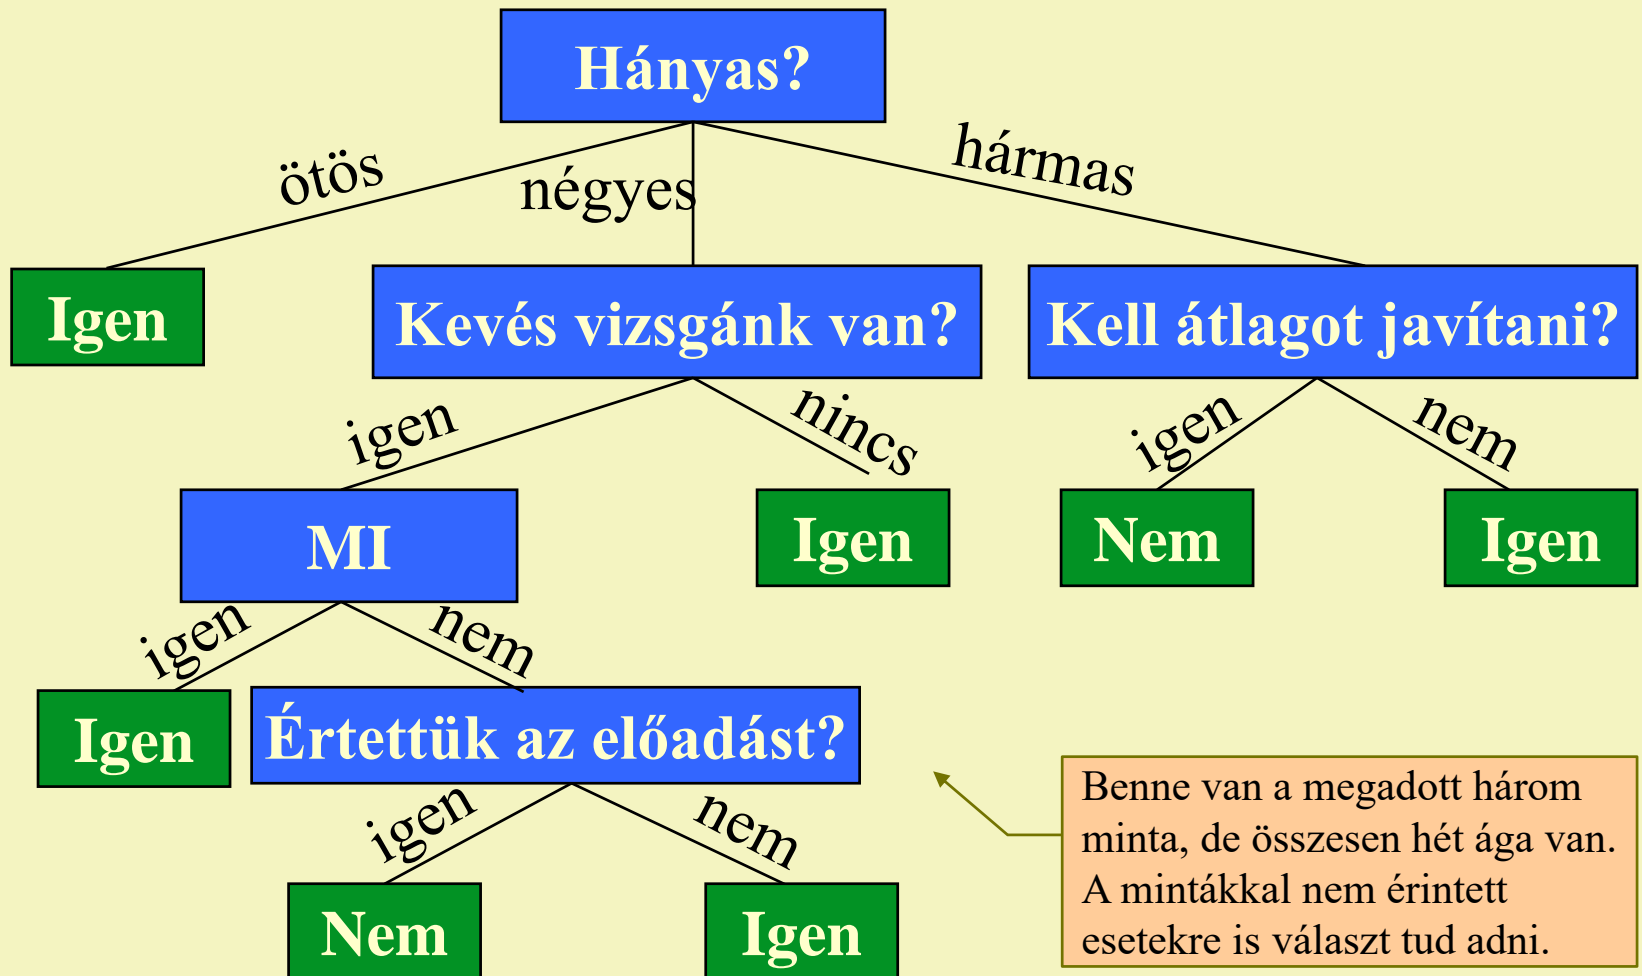 Hányas?
ötös
négyes
hármas
Igen
Kevés vizsgánk van?
Kell átlagot javítani?
igen
nincs
igen
nem
MI
Igen
Nem
Igen
igen
nem
Igen
Értettük az előadást?
igen
nem
Nem
Igen
Benne van a megadott három
minta, de összesen hét ága van.
A mintákkal nem érintett
esetekre is választ tud adni.